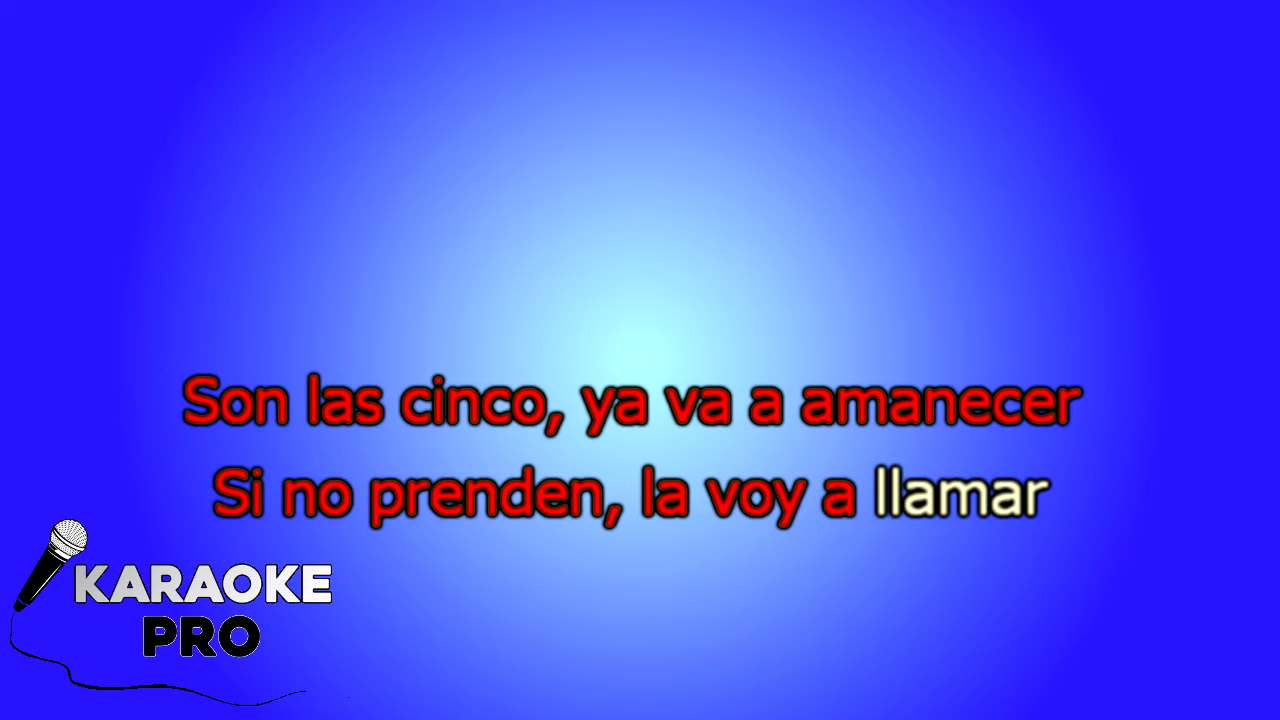 Son las cinco, ya va a amanecer
Si no prenden, la voy a llamar
KARAOKE
PRO